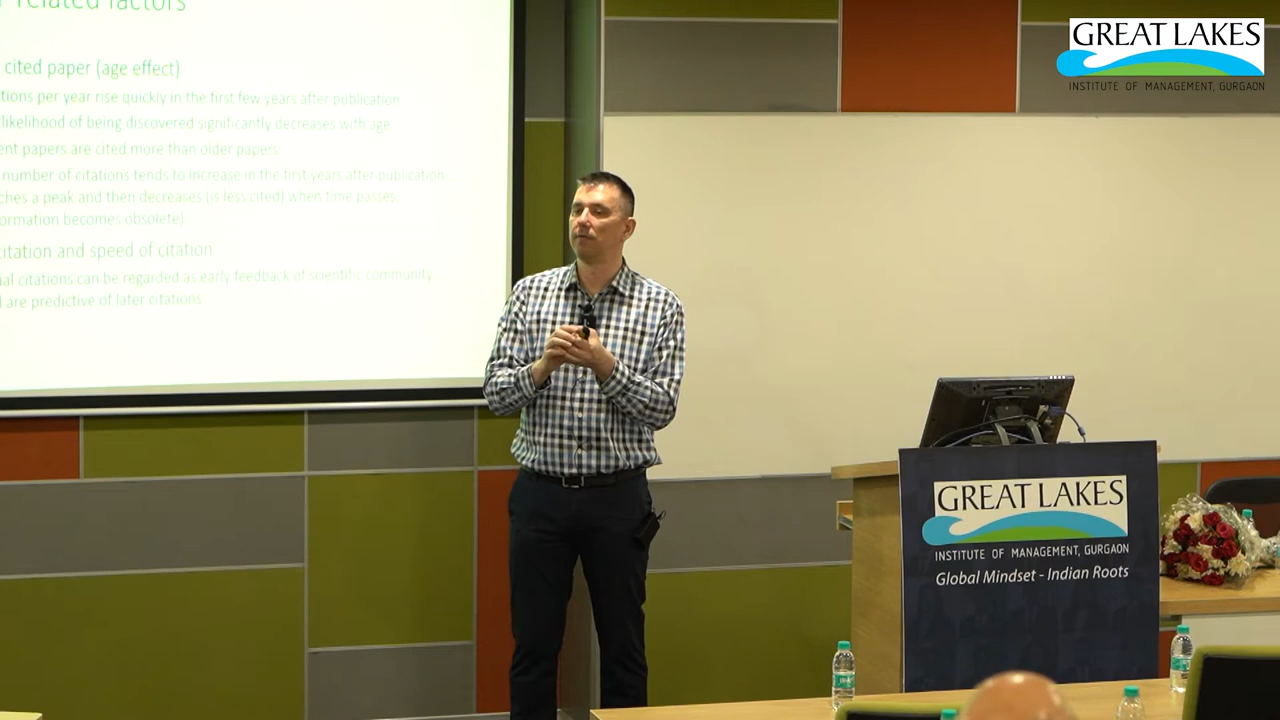 related factors
cited paper (age effect)
tions per year rise quickly in the first few years after publication
likelihood of being discovered significantly decreases with age
ent papers are cited more than older papers
number of citations tends to increase in the first years after publication
ches a peak and then decreases (is less cited) when time passes
ormation becomes obsolete)
citation and speed of citation
ial citations can be regarded as early feedback of scientific community
are predictive of later citations
GREAT LAKES
INSTITUTE OF MANAGEMENT, GURGAON
GREAT LAKES
INSTITUTE OF MANAGEMENT, GURGAON
Global Mindset - Indian Roots